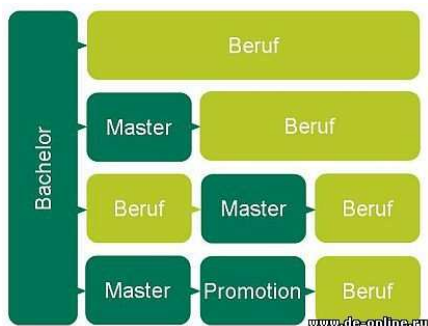 Bachelor
Beruf
Master Beruf
Beruf Master Beruf
Master Promotion Beruf
www.de-online.ru